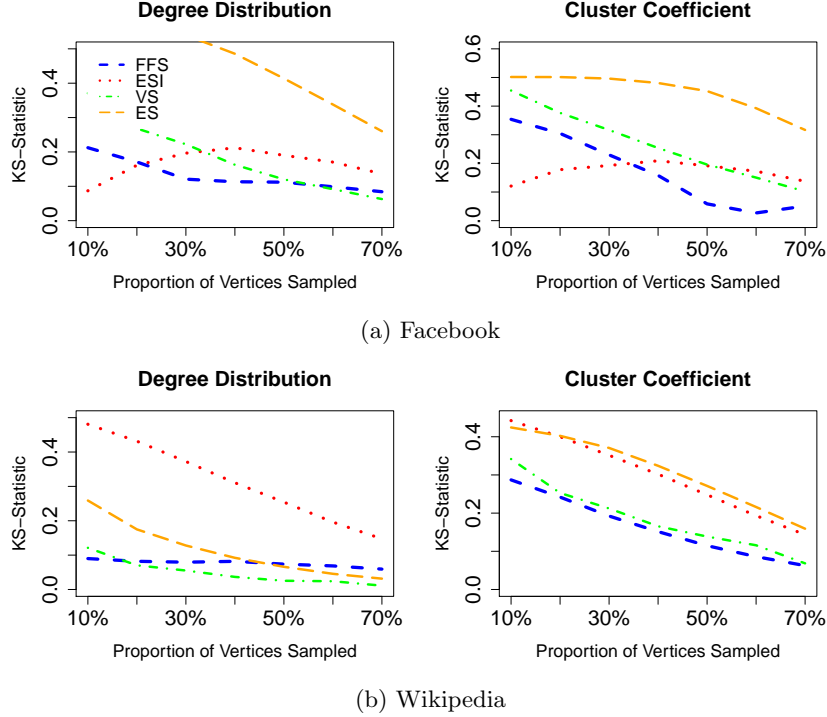 Degree Distribution
KS−Statistic
0.0
0.2
0.4
FFS
ESI
VS
ES
10%
30%
50%
70%
Proportion of Vertices Sampled
Cluster Coefficient
KS−Statistic
0.0
0.2
0.4
0.6
10%
30%
50%
70%
Proportion of Vertices Sampled
(a) Facebook
Degree Distribution
KS−Statistic
0.0
0.2
0.4
10%
30%
50%
70%
Proportion of Vertices Sampled
Cluster Coefficient
KS−Statistic
0.0
0.2
0.4
10%
30%
50%
70%
Proportion of Vertices Sampled
(b) Wikipedia